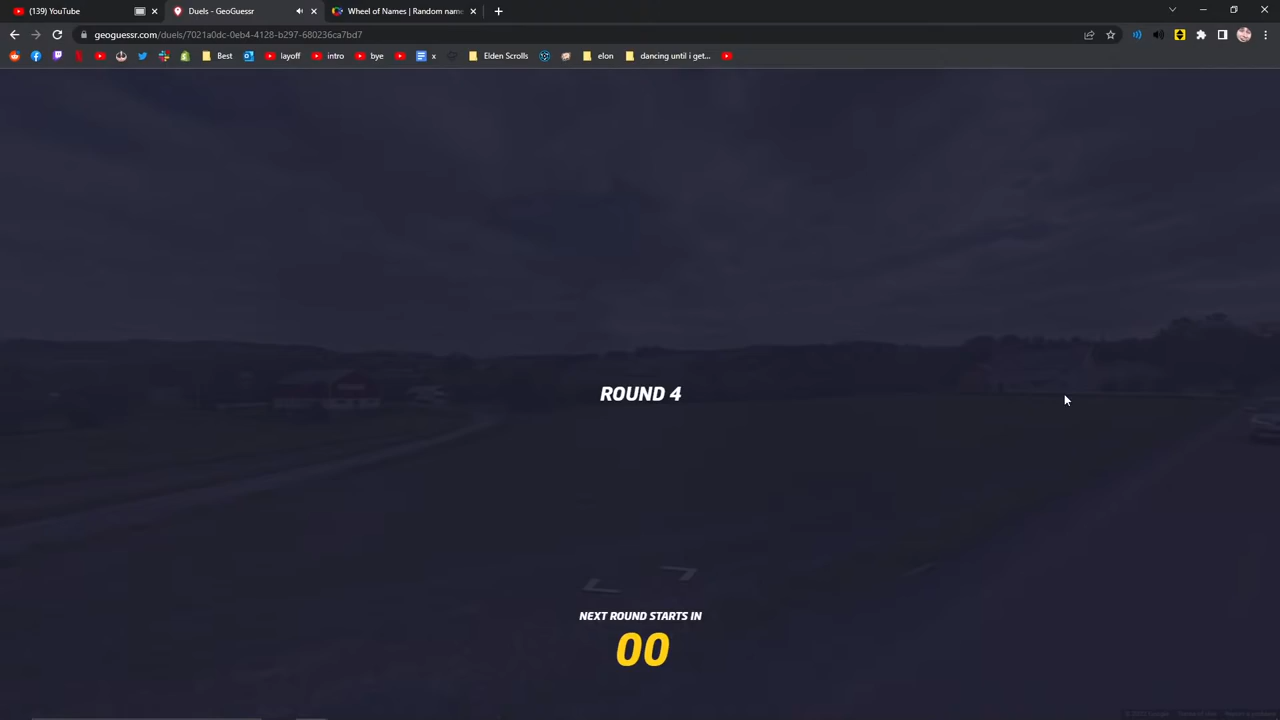 (139) YouTube
Duels - GeoGuessr
Wheel of Names | Random name
geoguessr.com/duels/7021a0dc-0eb4-4128-b297-680236ca7bd7
Best
layoff
intro
bye
x
Elden Scrolls
elon
dancing until i get...
ROUND 4
NEXT ROUND STARTS IN
00